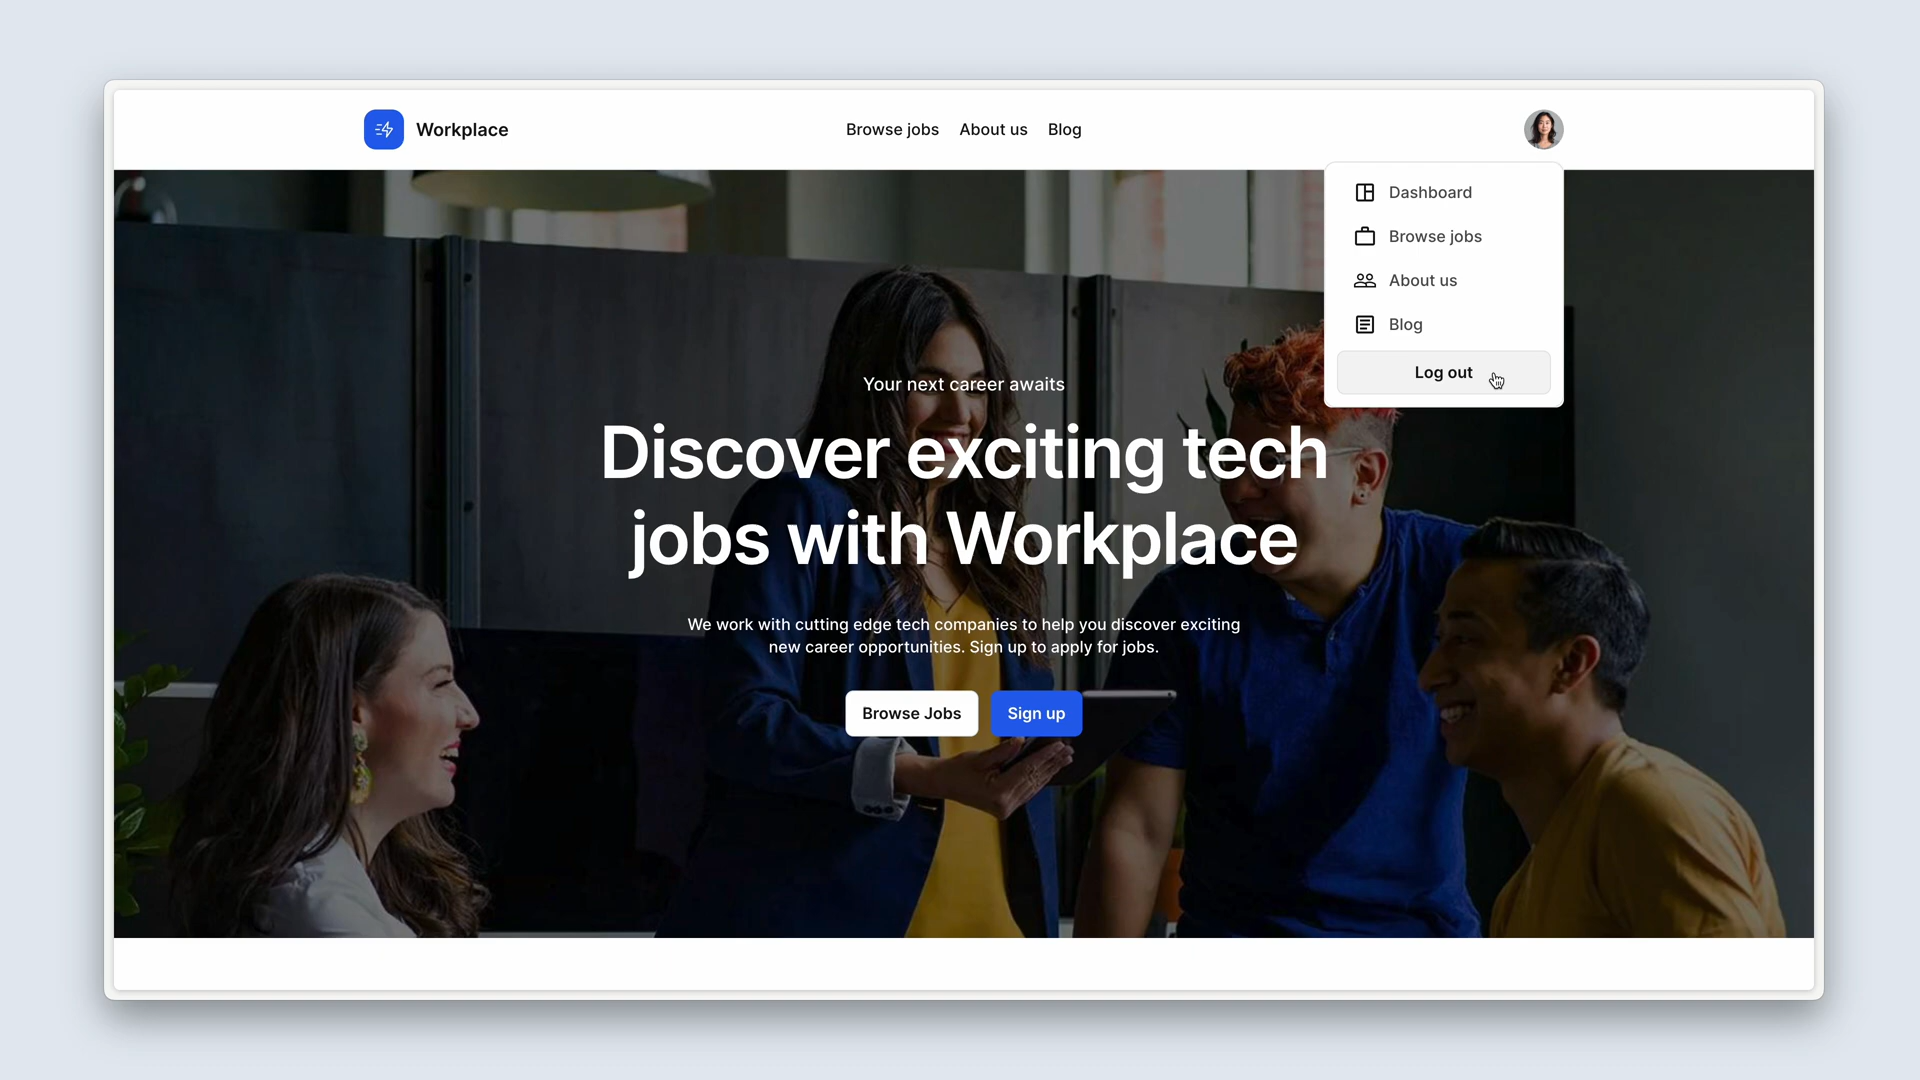 Workplace
Browse jobs About us Blog
Dashboard
Browse jobs
About us
Blog
Log out
Your next career awaits
Discover exciting tech
jobs with Workplace
We work with cutting edge tech companies to help you discover exciting
new career opportunities. Sign up to apply for jobs.
Browse Jobs Sign up